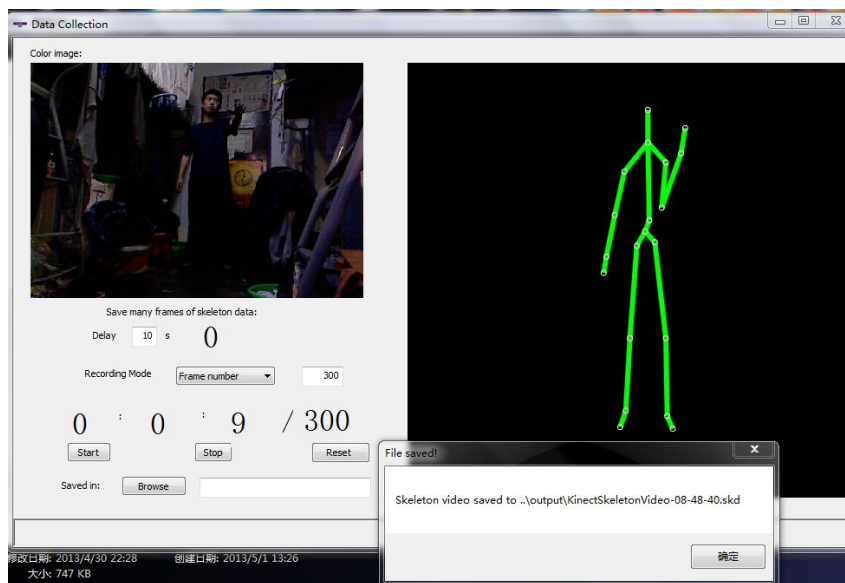 Data Collection
Color image:
Save many frames of skeleton data:
Delay 10 s 0
Recording Mode Frame number 300
0 : 0 : 9 / 300
Start Stop Reset
Saved in: Browse
File saved!
X
Skeleton video saved to ..\output\KinectSkeletonVideo-08-48-40.skd
确定
修改日期: 2013/4/30 22:28 创建日期: 2013/5/1 13:26
大小: 747 KB